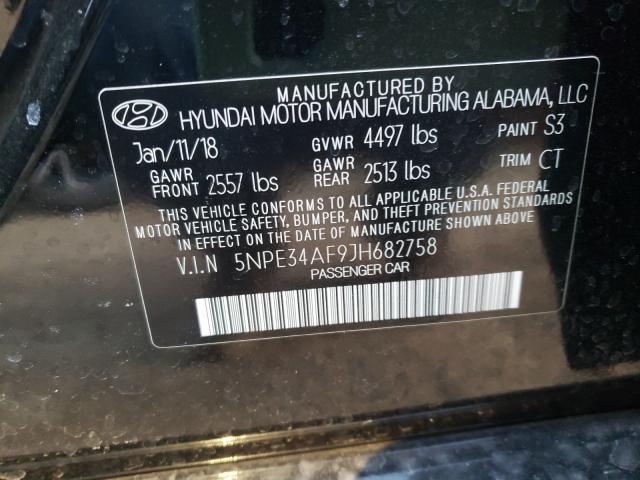 MANUFACTURED BY
HYUNDAI MOTOR MANUFACTURING ALABAMA, LLC
Jan/11/18 GVWR 4497 lbs PAINT S3
GAWR FRONT 2557 lbs GAWR REAR 2513 lbs TRIM CT
THIS VEHICLE CONFORMS TO ALL APPLICABLE U.S.A. FEDERAL
MOTOR VEHICLE SAFETY, BUMPER, AND THEFT PREVENTION STANDARDS
IN EFFECT ON THE DATE OF MANUFACTURE SHOWN ABOVE
V.I.N 5NPE34AF9JH682758
PASSENGER CAR